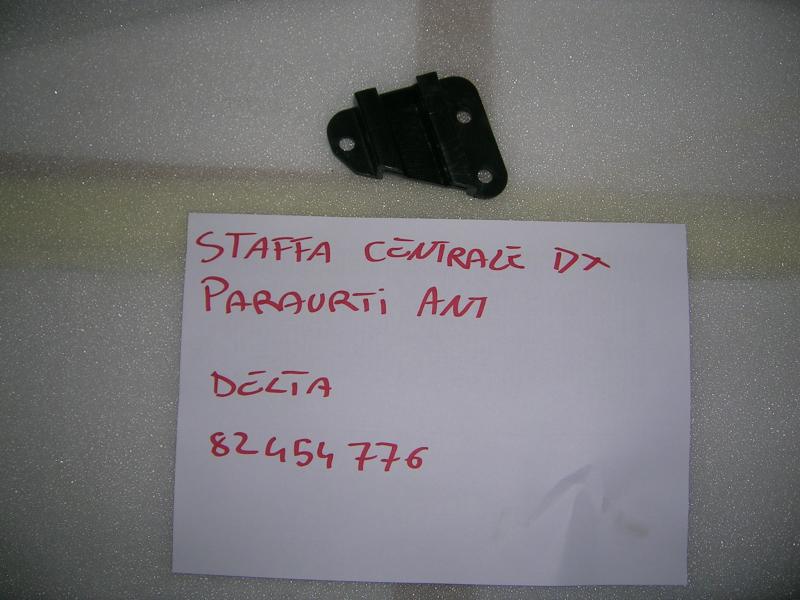 STAFFA CENTRALE DX
PARAURTI ANT
DELTA
82454776